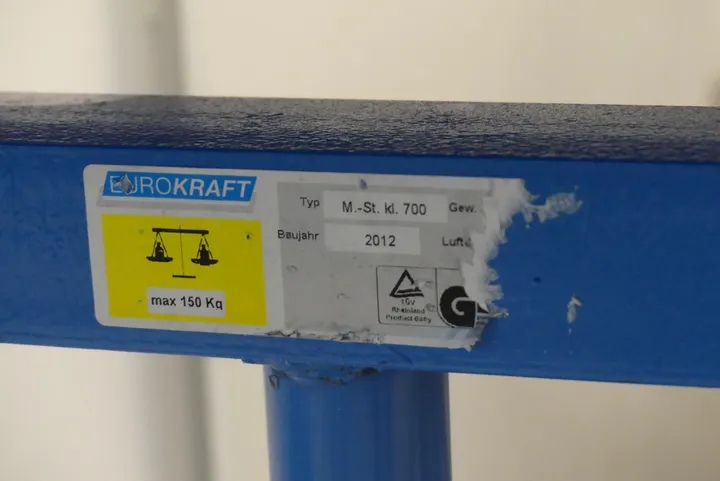 EUROKRAFT
max 150 Kg
Typ M.-St. kl. 700 Gew.
Baujahr 2012 Luft
TÜV
Rheinland
Product Safety
G